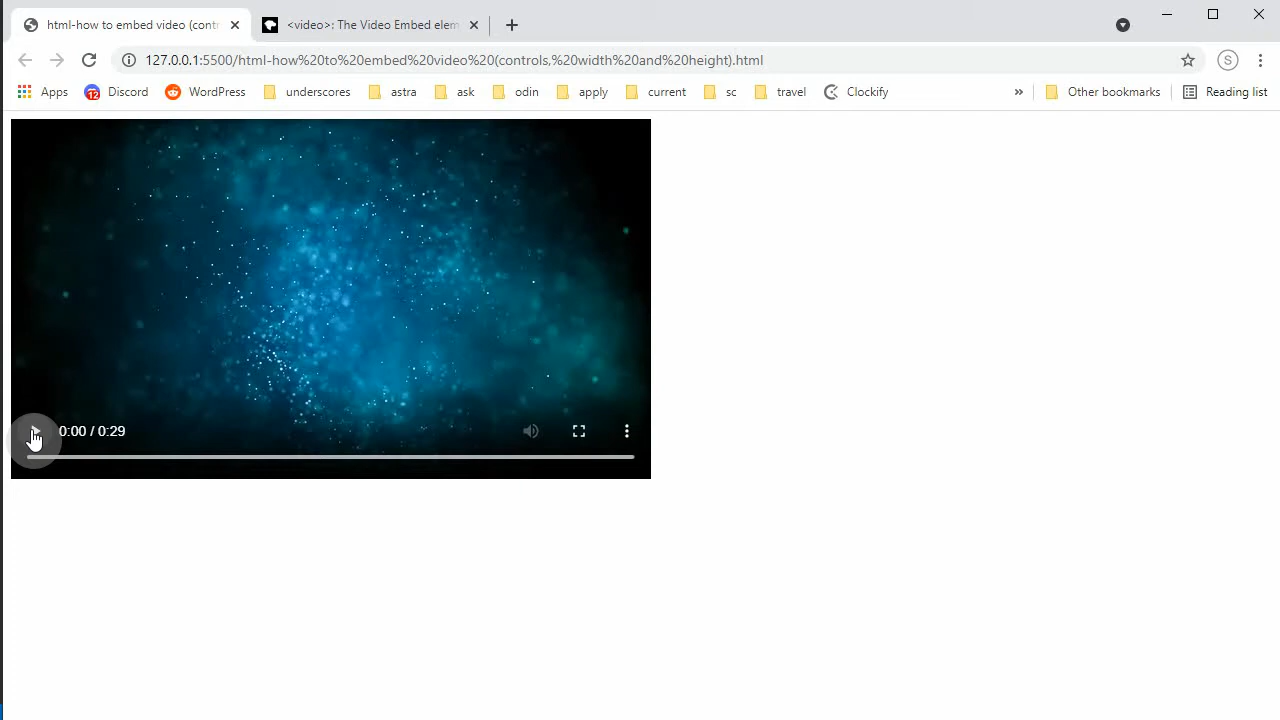 html-how to embed video (cont
<video>: The Video Embed elem
127.0.0.1:5500/html-how%20to%20embed%20video%20(controls,%20width%20and%20height).html
S
Apps 12 Discord WordPress underscores astra ask odin apply current sc travel Clockify » Other bookmarks Reading list
0:00 / 0:29